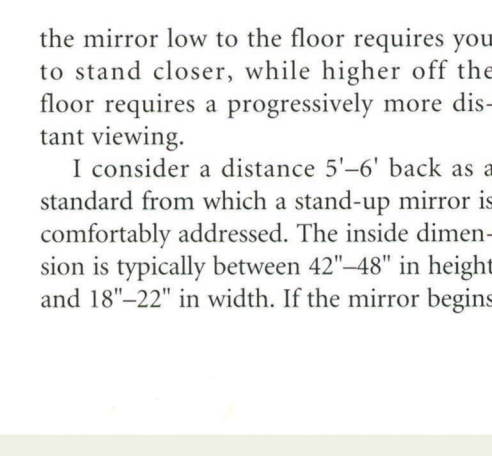 the mirror low to the floor requires you
to stand closer, while higher off the
floor requires a progressively more dis-
tant viewing.
I consider a distance 5'–6' back as a
standard from which a stand-up mirror is
comfortably addressed. The inside dimen-
sion is typically between 42"–48" in height
and 18"–22" in width. If the mirror begins